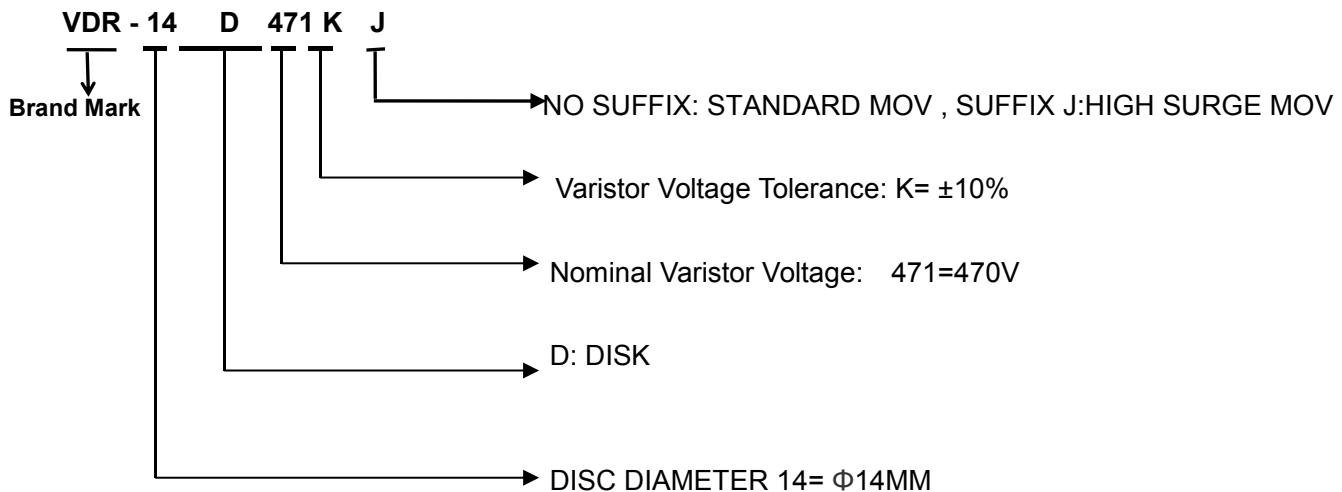 VDR - 14 D 471 K J
Brand Mark
NO SUFFIX: STANDARD MOV , SUFFIX J:HIGH SURGE MOV
Varistor Voltage Tolerance: K= ±10%
Nominal Varistor Voltage: 471=470V
D: DISK
DISC DIAMETER 14= Φ14MM